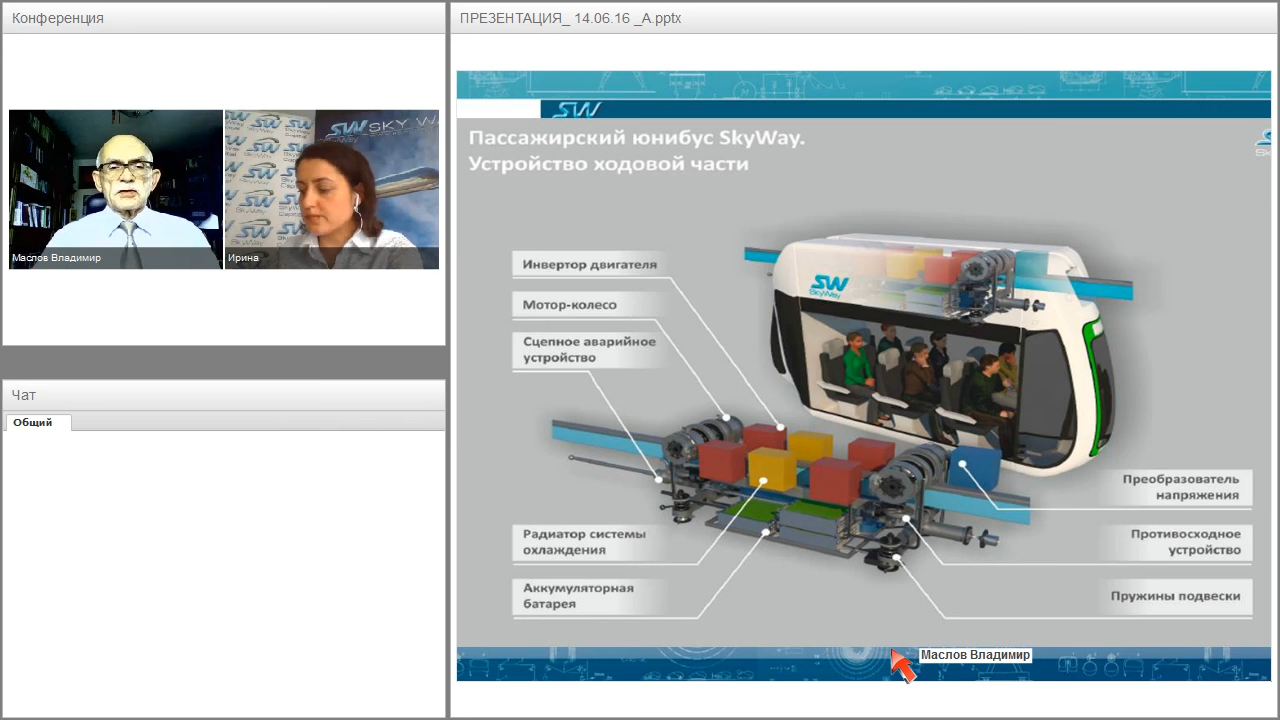 Конференция
ПРЕЗЕНТАЦИЯ_ 14.06.16 _A.pptx
Маслов Владимир
Ирина
Чат
Общий
SW
Пассажирский юнибус SkyWay.
Устройство ходовой части
Инвертор двигателя
Мотор-колесо
Сцепное аварийное
устройство
SW
SkyWay
Радиатор системы
охлаждения
Аккумуляторная
батарея
Преобразователь
напряжения
Противосходное
устройство
Пружины подвески
Маслов Владимир